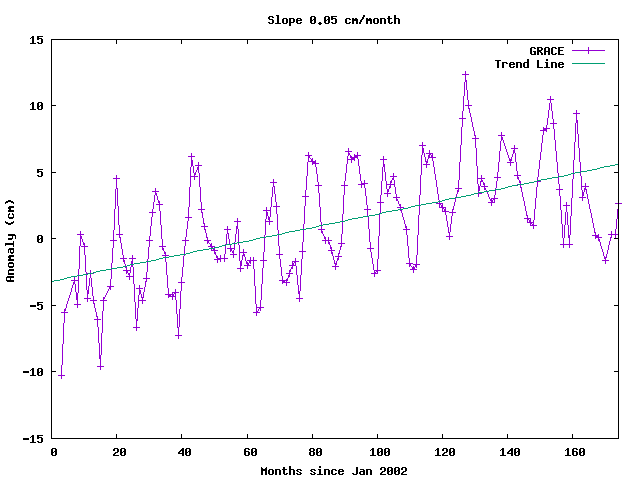 Slope 0.05 cm/month
GRACE
Trend Line
15
10
5
0
-5
-10
-15
Anomaly (cm)
0 20 40 60 80 100 120 140 160
Months since Jan 2002